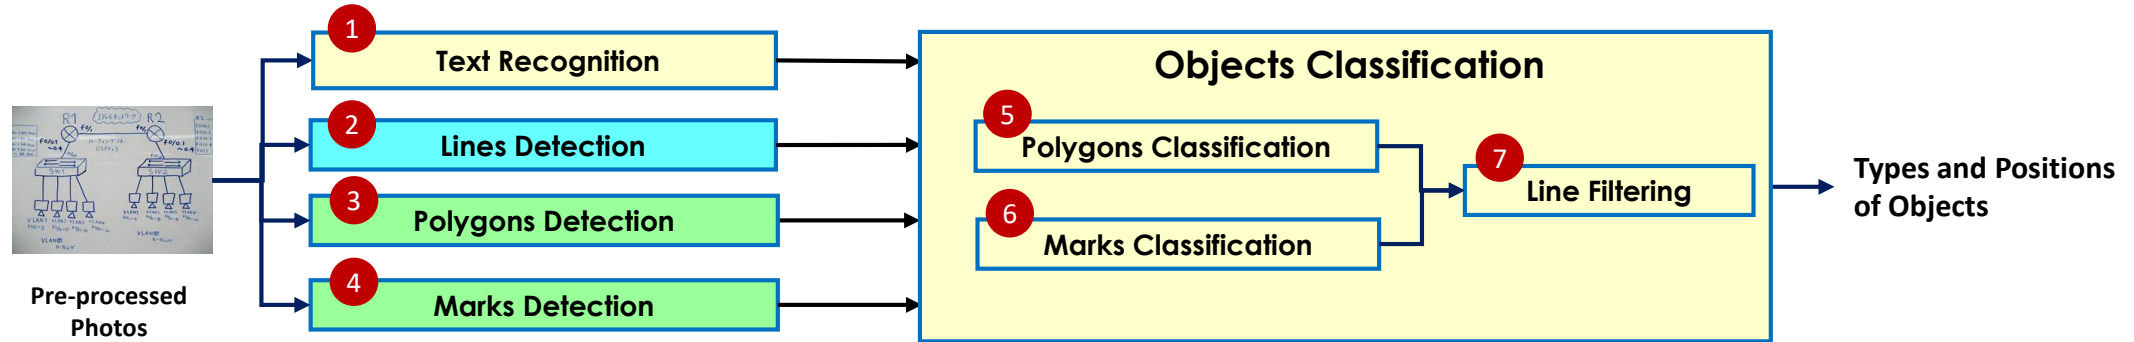 1
Text Recognition
2
Lines Detection
3
Polygons Detection
4
Marks Detection
Pre-processed
Photos
R1
R2
SW1
Objects Classification
5
Polygons Classification
6
Marks Classification
7
Line Filtering
Types and Positions
of Objects